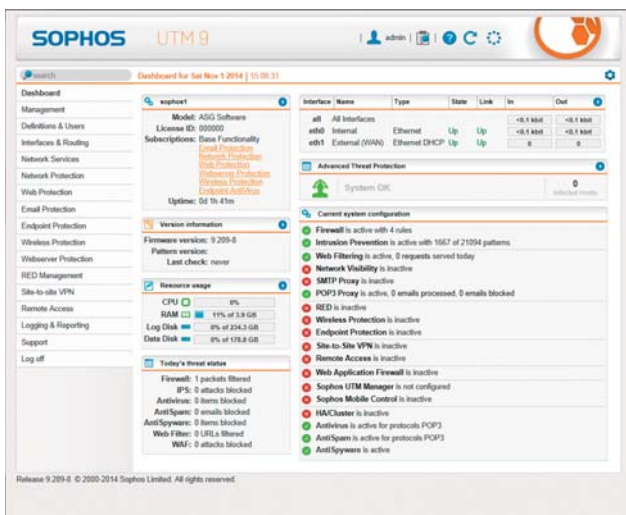 SOPHOS UTM 9
admin
search
Dashboard for Sat Nov 1 2014 | 15:08:31
Dashboard
Management
Definitions & Users
Interfaces & Routing
Network Services
Network Protection
Web Protection
Email Protection
Endpoint Protection
Wireless Protection
Webserver Protection
RED Management
Site-to-site VPN
Remote Access
Logging & Reporting
Support
Log off
sophos1
Model: ASG Software
License ID: 000000
Subscriptions: Base Functionality
Email Protection
Network Protection
Web Protection
Webserver Protection
Wireless Protection
Endpoint AntiVirus
Uptime: 0d 1h 41m
Version information
Firmware version: 9.209-8
Pattern version:
Last check: never
Resource usage
CPU 0%
RAM 11% of 3.9 GB
Log Disk 0% of 234.3 GB
Data Disk 0% of 178.8 GB
Today's threat status
Firewall: 1 packets filtered
IPS: 0 attacks blocked
Antivirus: 0 items blocked
AntiSpam: 0 emails blocked
AntiSpyware: 0 items blocked
Web Filter: 0 URLs filtered
WAF: 0 attacks blocked
Interface Name Type State Link In Out
all All Interfaces <0.1 kbit <0.1 kbit
eth0 Internal Ethernet Up Up <0.1 kbit <0.1 kbit
eth1 External (WAN) Ethernet DHCP Up Up 0 0
Advanced Threat Protection
System OK
0
infected hosts
Current system configuration
Firewall is active with 4 rules
Intrusion Prevention is active with 1667 of 21094 patterns
Web Filtering is active, 0 requests served today
Network Visibility is inactive
SMTP Proxy is inactive
POP3 Proxy is active, 0 emails processed, 0 emails blocked
RED is inactive
Wireless Protection is inactive
Endpoint Protection is inactive
Site-to-Site VPN is inactive
Remote Access is inactive
Web Application Firewall is inactive
Sophos UTM Manager is not configured
Sophos Mobile Control is inactive
HA/Cluster is inactive
Antivirus is active for protocols POP3
AntiSpam is active for protocols POP3
AntiSpyware is active
Release 9.209-8 © 2000-2014 Sophos Limited. All rights reserved.